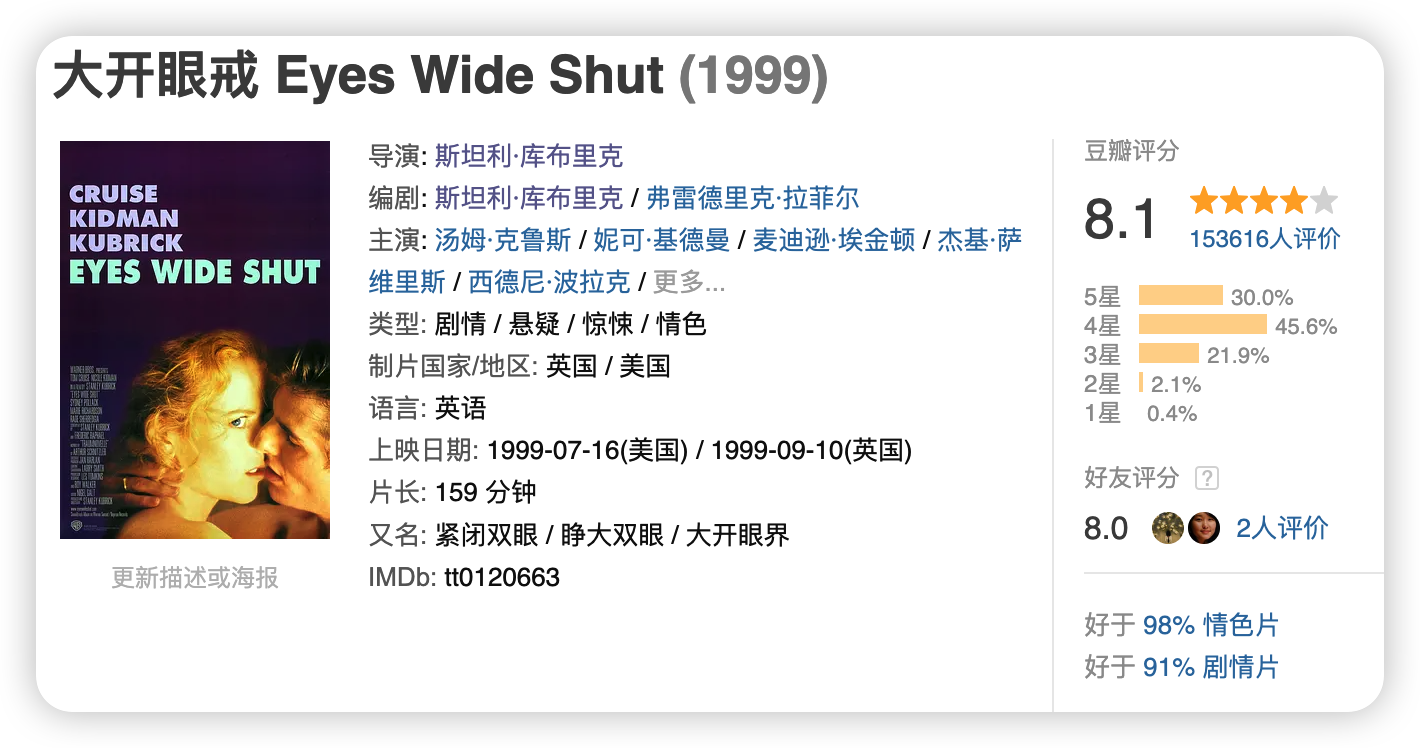 大开眼戒 Eyes Wide Shut (1999)
CRUISE
KIDMAN
KUBRICK
EYES WIDE SHUT
更新描述或海报
导演: 斯坦利·库布里克
编剧: 斯坦利·库布里克 / 弗雷德里克·拉菲尔
主演: 汤姆·克鲁斯 / 妮可·基德曼 / 麦迪逊·埃金顿 / 杰基·萨
维里斯 / 西德尼·波拉克 / 更多...
类型: 剧情 / 悬疑 / 惊悚 / 情色
制片国家/地区: 英国 / 美国
语言: 英语
上映日期: 1999-07-16(美国) / 1999-09-10(英国)
片长: 159 分钟
又名: 紧闭双眼 / 睁大双眼 / 大开眼界
IMDb: tt0120663
豆瓣评分
8.1
153616人评价
5星 30.0%
4星 45.6%
3星 21.9%
2星 2.1%
1星 0.4%
好友评分 ?
8.0 2人评价
好于 98% 情色片
好于 91% 剧情片